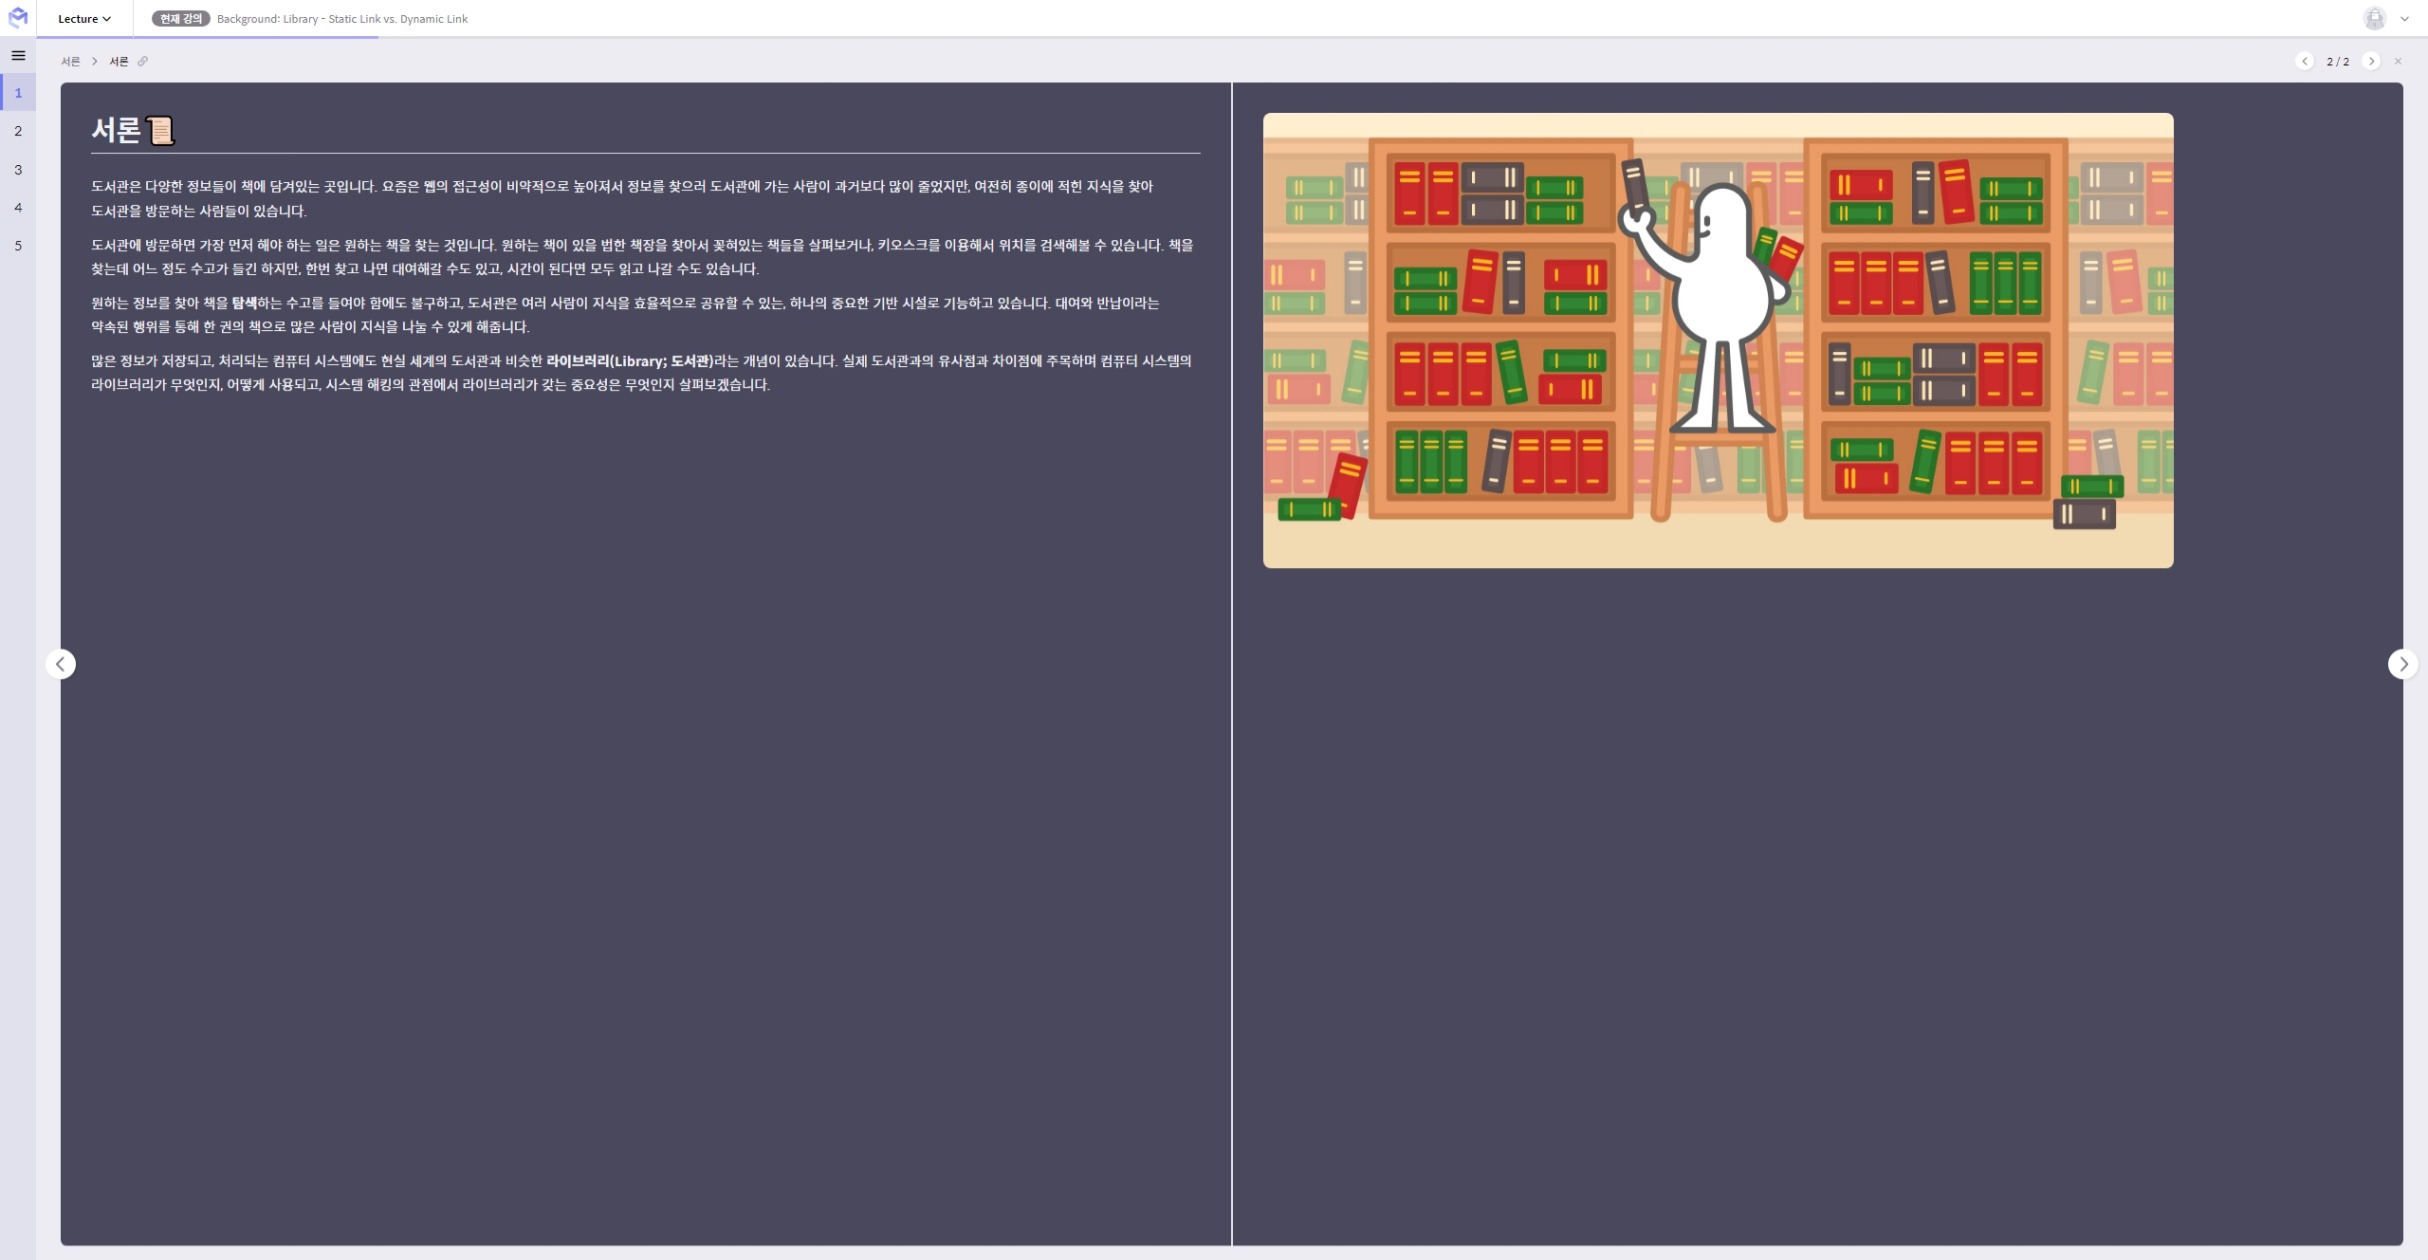 Lecture
현재 강의 Background: Library - Static Link vs. Dynamic Link
서론 > 서론
2 / 2
1
2
3
4
5
서론📜
도서관은 다양한 정보들이 책에 담겨있는 곳입니다. 요즘은 웹의 접근성이 비약적으로 높아져서 정보를 찾으러 도서관에 가는 사람이 과거보다 많이 줄었지만, 여전히 종이에 적힌 지식을 찾아
도서관을 방문하는 사람들이 있습니다.
도서관에 방문하면 가장 먼저 해야 하는 일은 원하는 책을 찾는 것입니다. 원하는 책이 있을 법한 책장을 찾아서 꽂혀있는 책들을 살펴보거나, 키오스크를 이용해서 위치를 검색해볼 수 있습니다. 책을
찾는데 어느 정도 수고가 들긴 하지만, 한번 찾고 나면 대여해갈 수도 있고, 시간이 된다면 모두 읽고 나갈 수도 있습니다.
원하는 정보를 찾아 책을 탐색하는 수고를 들여야 함에도 불구하고, 도서관은 여러 사람이 지식을 효율적으로 공유할 수 있는, 하나의 중요한 기반 시설로 기능하고 있습니다. 대여와 반납이라는
약속된 행위를 통해 한 권의 책으로 많은 사람이 지식을 나눌 수 있게 해줍니다.
많은 정보가 저장되고, 처리되는 컴퓨터 시스템에도 현실 세계의 도서관과 비슷한 라이브러리(Library; 도서관)라는 개념이 있습니다. 실제 도서관과의 유사점과 차이점에 주목하며 컴퓨터 시스템의
라이브러리가 무엇인지, 어떻게 사용되고, 시스템 해킹의 관점에서 라이브러리가 갖는 중요성은 무엇인지 살펴보겠습니다.